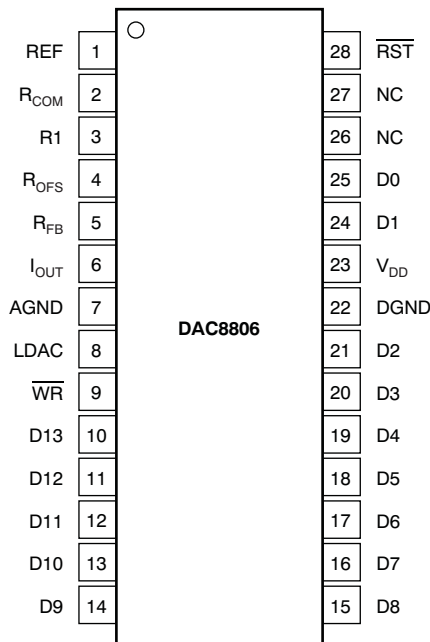 REF 1 28 R̅S̅T̅
R_COM 2 27 NC
R1 3 26 NC
R_OFS 4 25 D0
R_FB 5 24 D1
I_OUT 6 23 V_DD
AGND 7 22 DGND
DAC8806
LDAC 8 21 D2
W̅R̅ 9 20 D3
D13 10 19 D4
D12 11 18 D5
D11 12 17 D6
D10 13 16 D7
D9 14 15 D8